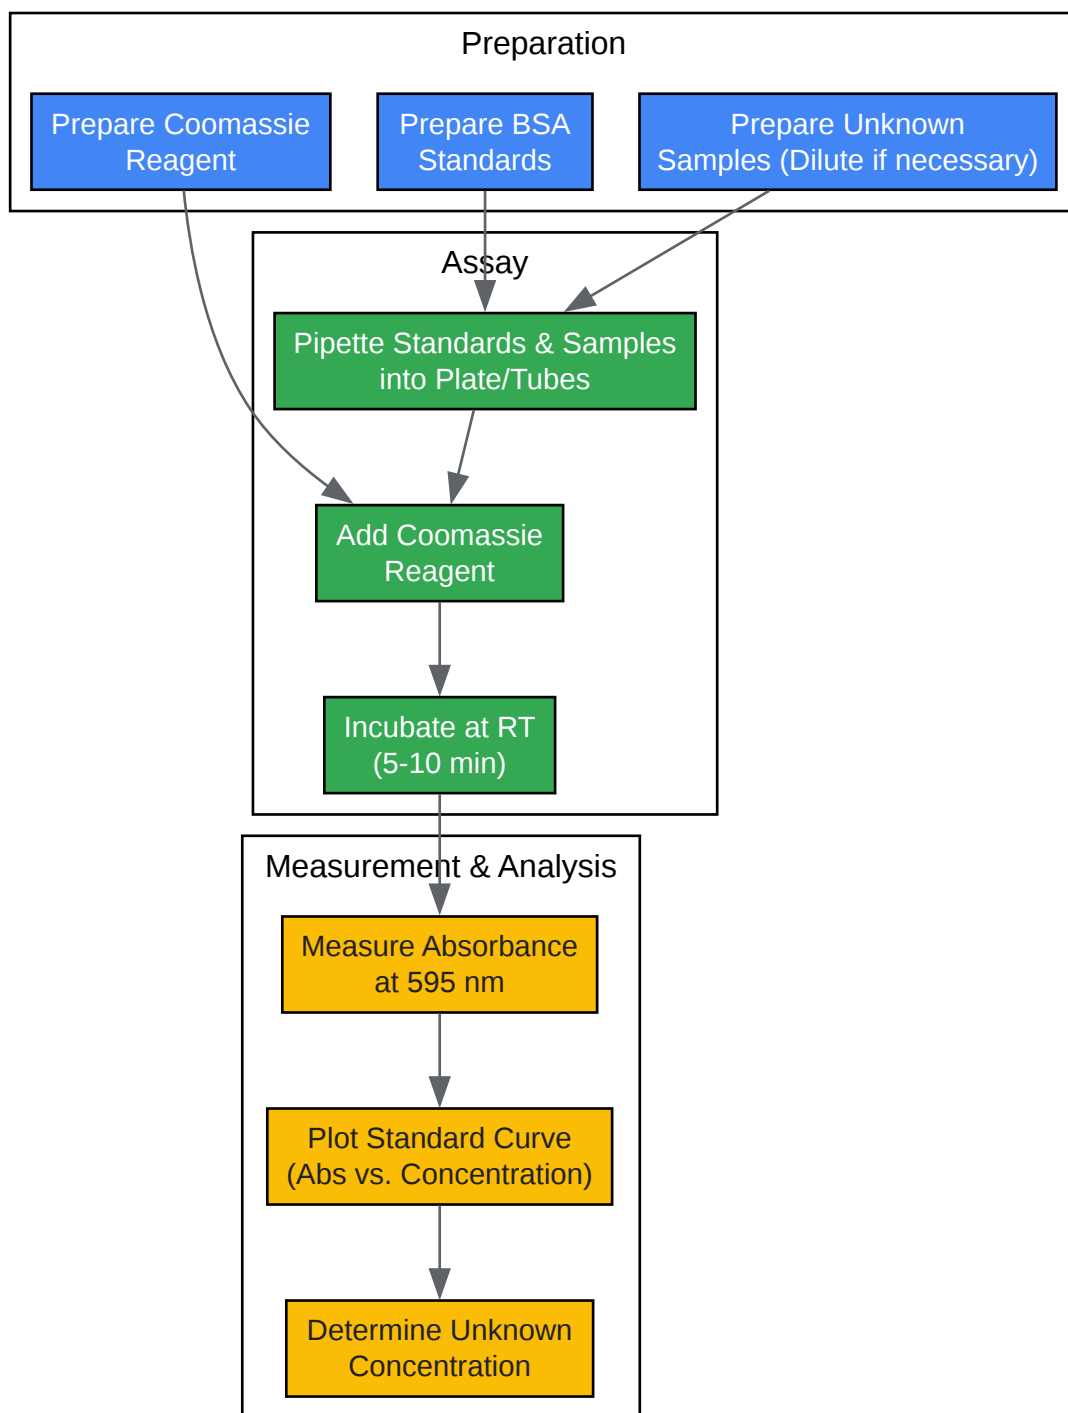 Preparation
Prepare Coomassie
Reagent
Prepare BSA
Standards
Prepare Unknown
Samples (Dilute if necessary)
Assay
Pipette Standards & Samples
into Plate/Tubes
Add Coomassie
Reagent
Incubate at RT
(5-10 min)
Measurement & Analysis
Measure Absorbance
at 595 nm
Plot Standard Curve
(Abs vs. Concentration)
Determine Unknown
Concentration